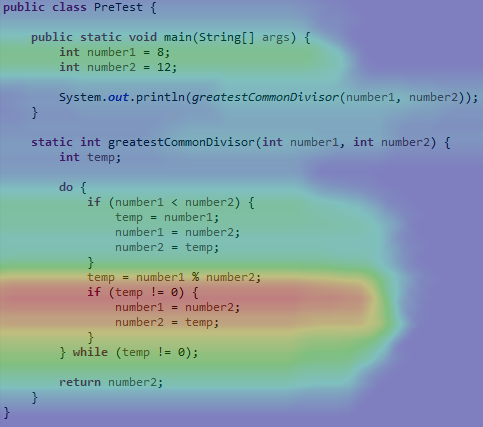 public class PreTest {
public static void main(String[] args) {
int number1 = 8;
int number2 = 12;
System.out.println(greatestCommonDivisor(number1, number2));
}
static int greatestCommonDivisor(int number1, int number2) {
int temp;
do {
if (number1 < number2) {
temp = number1;
number1 = number2;
number2 = temp;
}
temp = number1 % number2;
if (temp != 0) {
number1 = number2;
number2 = temp;
}
} while (temp != 0);
return number2;
}
}